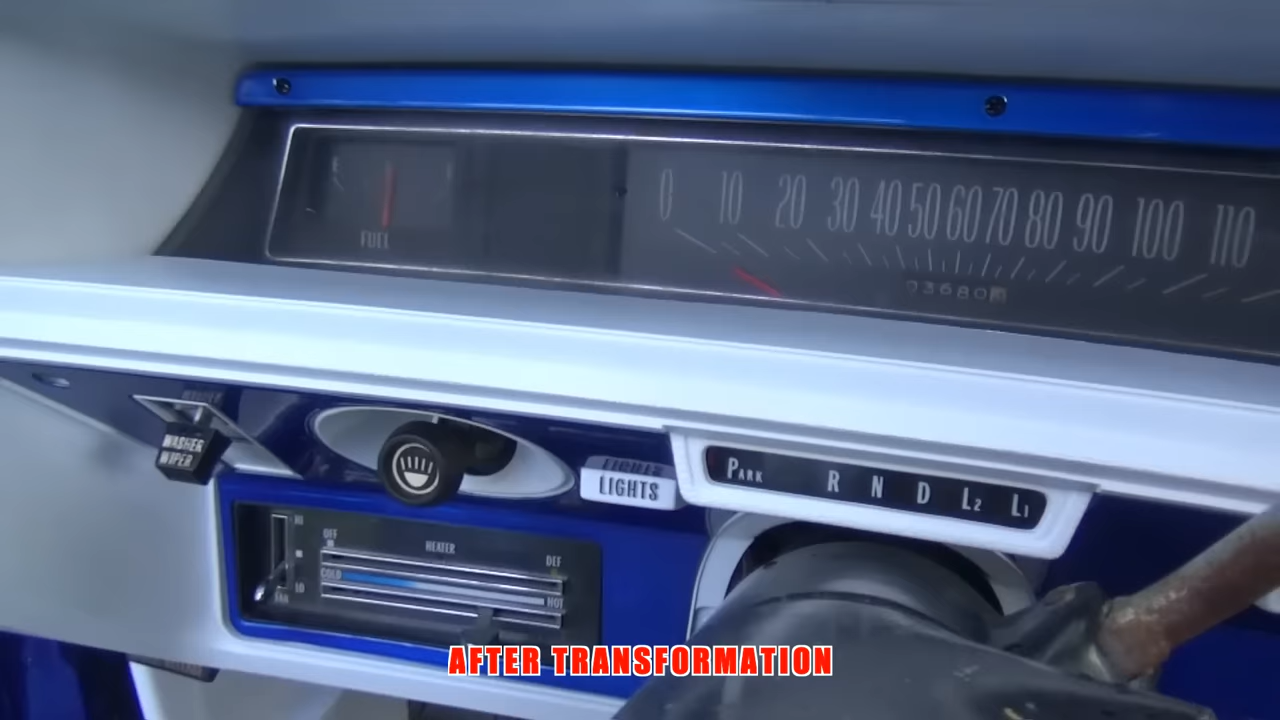 FUEL
0 10 20 30 40 50 60 70 80 90 100 110
03680
WASHER
WIPER
LIGHTS
PARK R N D L2 L1
HI
LO
FAN
OFF
HEATER
DEF
COLD
HOT
AFTER TRANSFORMATION